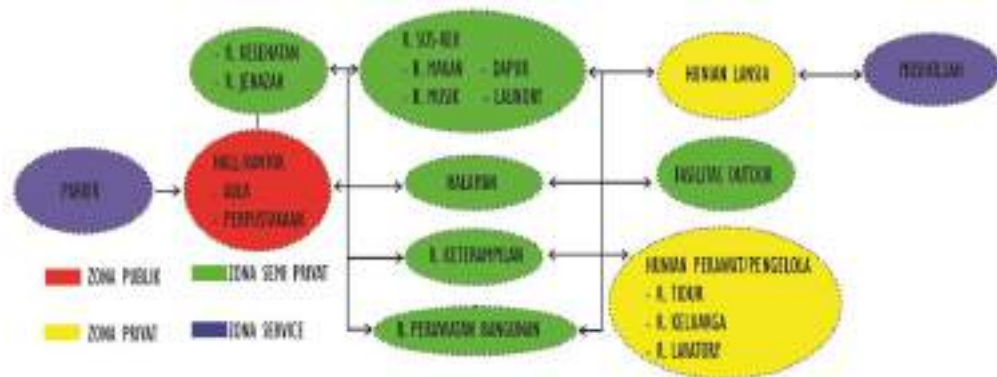 R. KESEHATAN
- R. JENAZAH
R. SOS-REK
- R. MAKAN - DAPUR
- R. MUSIK - LAUNDRY
HUNIAN LANSIA
MUSHOLLAH
PARKIR
HALL/KANTOR
- AULA
- PERPUSTAKAAN
HALAMAN
FASILITAS OUTDOOR
R. KETERAMPILAN
HUNIAN PERAWAT/PENGELOLA
- R. TIDUR
- R. KELUARGA
- R. LAVATORY
R. PERAWATAN BANGUNAN
ZONA PUBLIK
ZONA SEMI PRIVAT
ZONA PRIVAT
ZONA SERVICE